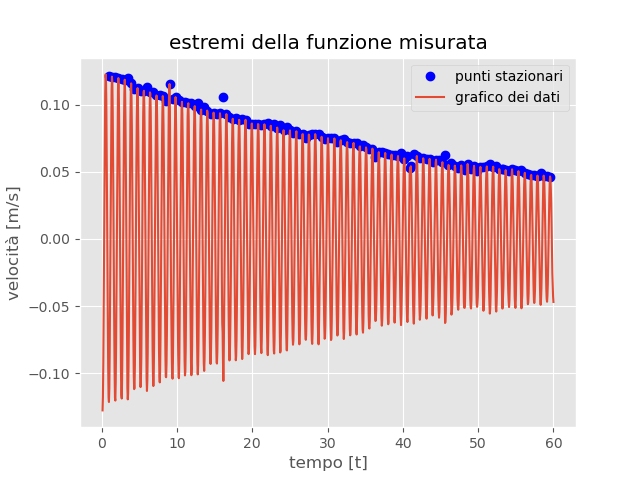 estremi della funzione misurata
punti stazionari
grafico dei dati
velocità [m/s]
0.10
0.05
0.00
−0.05
−0.10
0
10
20
30
40
50
60
tempo [t]